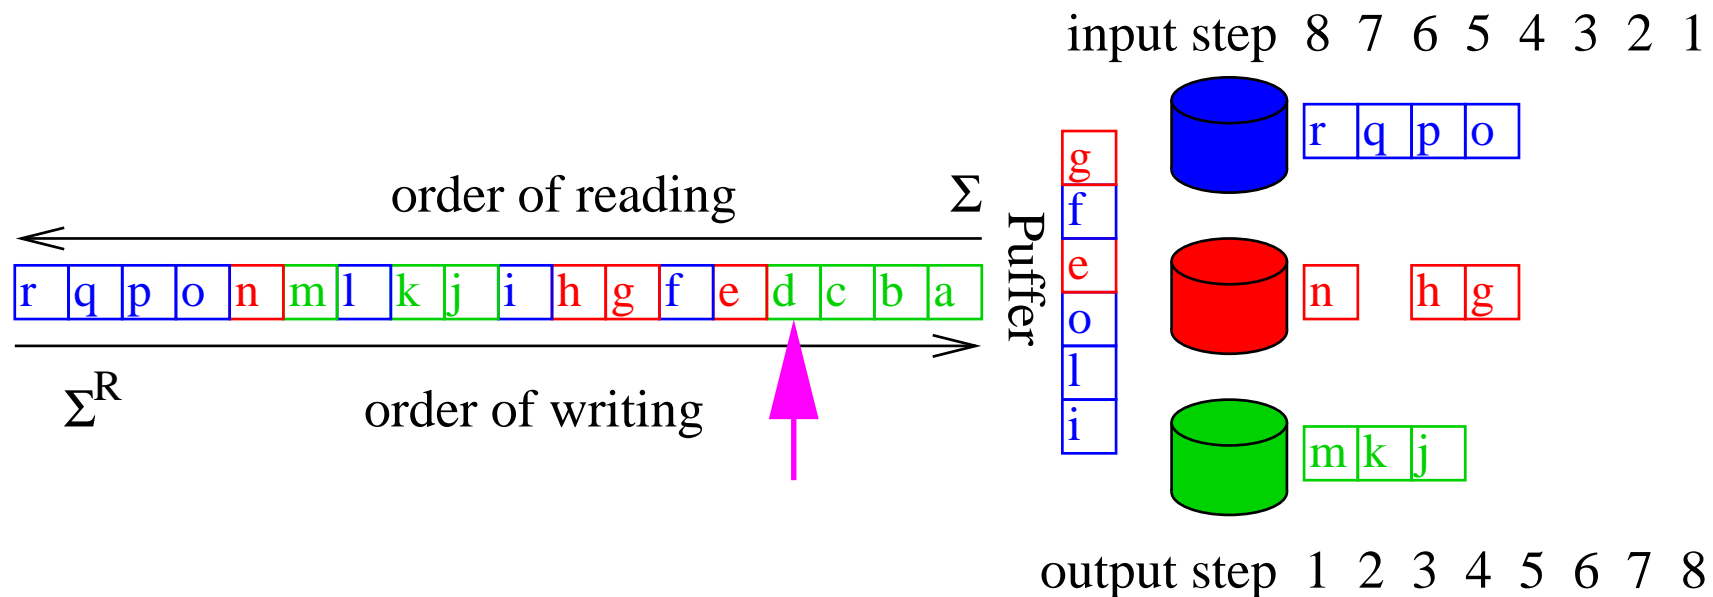 input step 8 7 6 5 4 3 2 1
order of reading Σ
r q p o n m l k j i h g f e d c b a
Σ^R order of writing
Puffer
g
f
e
o
l
i
r q p o
n h g
m k j
output step 1 2 3 4 5 6 7 8